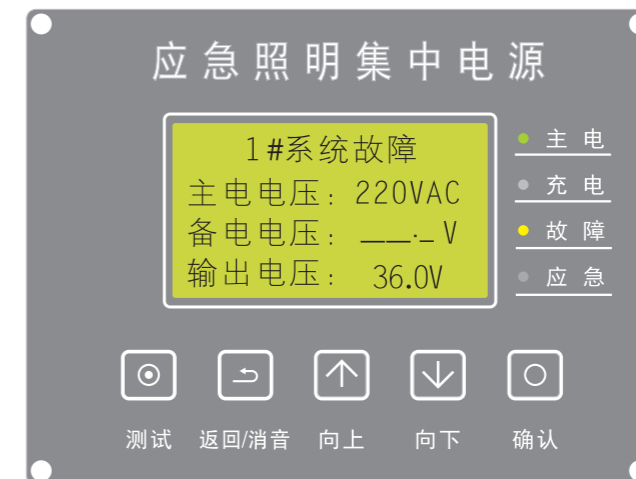 应急照明集中电源
1#系统故障
主电电压: 220VAC
备电电压: __._V
输出电压: 36.0V
主电
充电
故障
应急
测试 返回/消音 向上 向下 确认